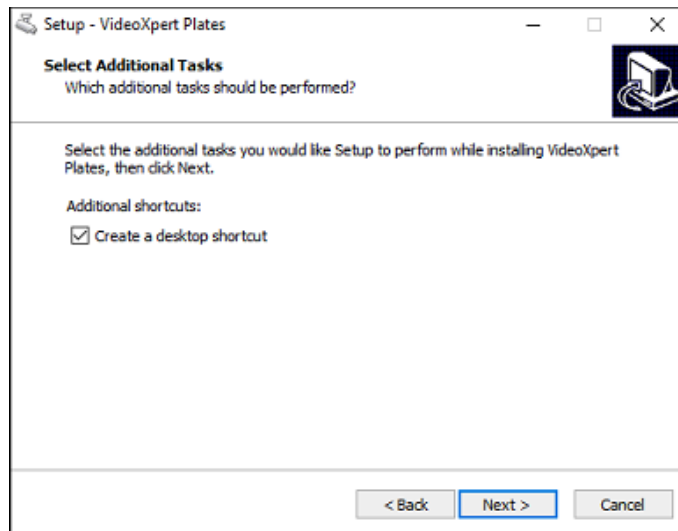 Setup - VideoXpert Plates
Select Additional Tasks
Which additional tasks should be performed?
Select the additional tasks you would like Setup to perform while installing VideoXpert
Plates, then click Next.
Additional shortcuts:
Create a desktop shortcut
< Back Next > Cancel